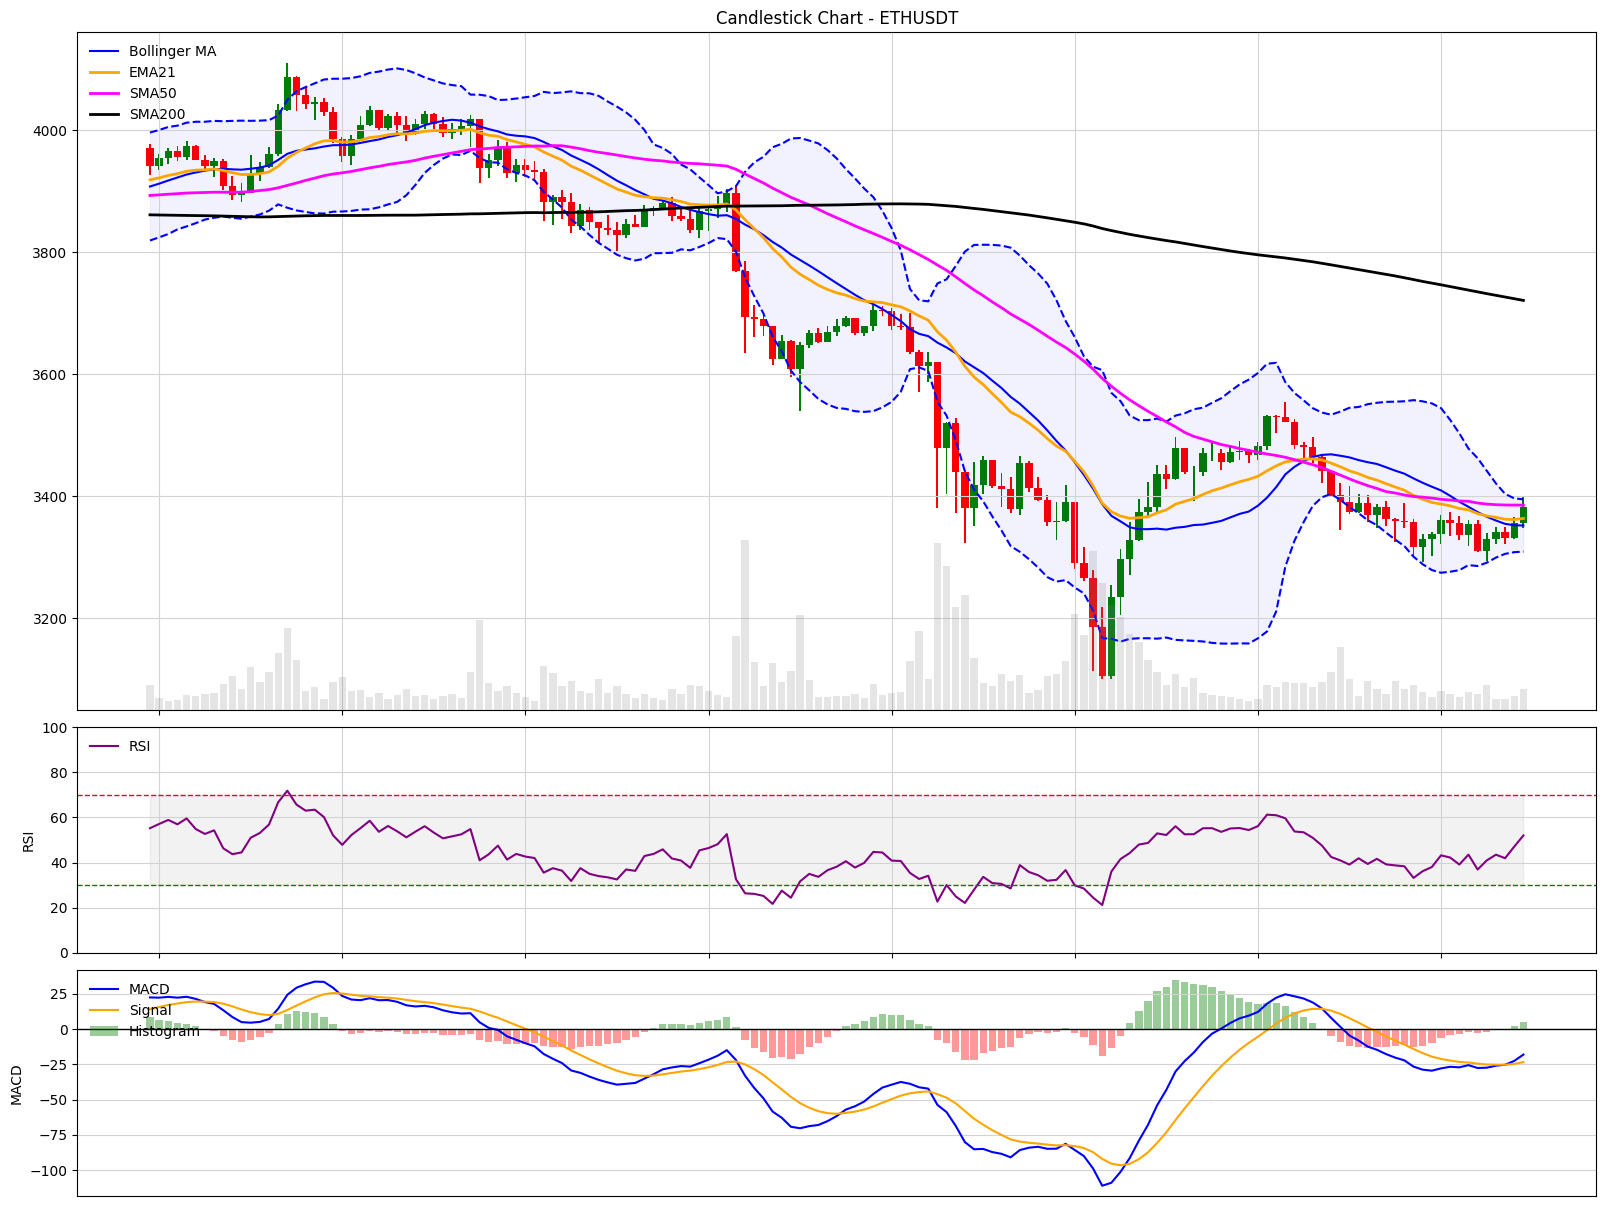 Candlestick Chart - ETHUSDT
Bollinger MA
EMA21
SMA50
SMA200
4000
3800
3600
3400
3200
100
80
60
40
20
0
RSI
RSI
25
0
−25
−50
−75
−100
MACD
MACD
Signal
Histogram